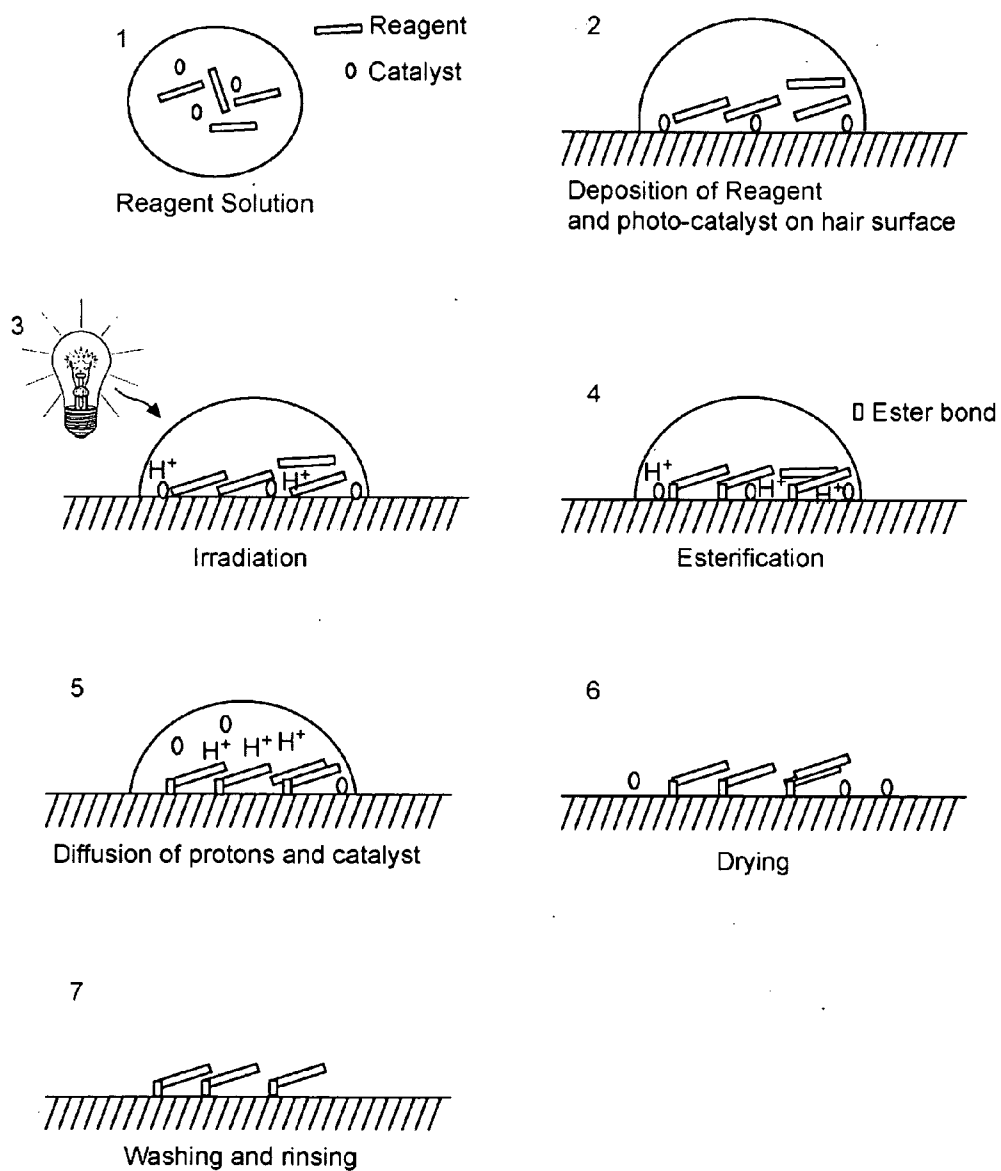 1
Reagent
Catalyst
Reagent Solution
2
Deposition of Reagent
and photo-catalyst on hair surface
3
H+
H+
Irradiation
4
Ester bond
H+
H+
H+
Esterification
5
H+ H+ H+
Diffusion of protons and catalyst
6
Drying
7
Washing and rinsing